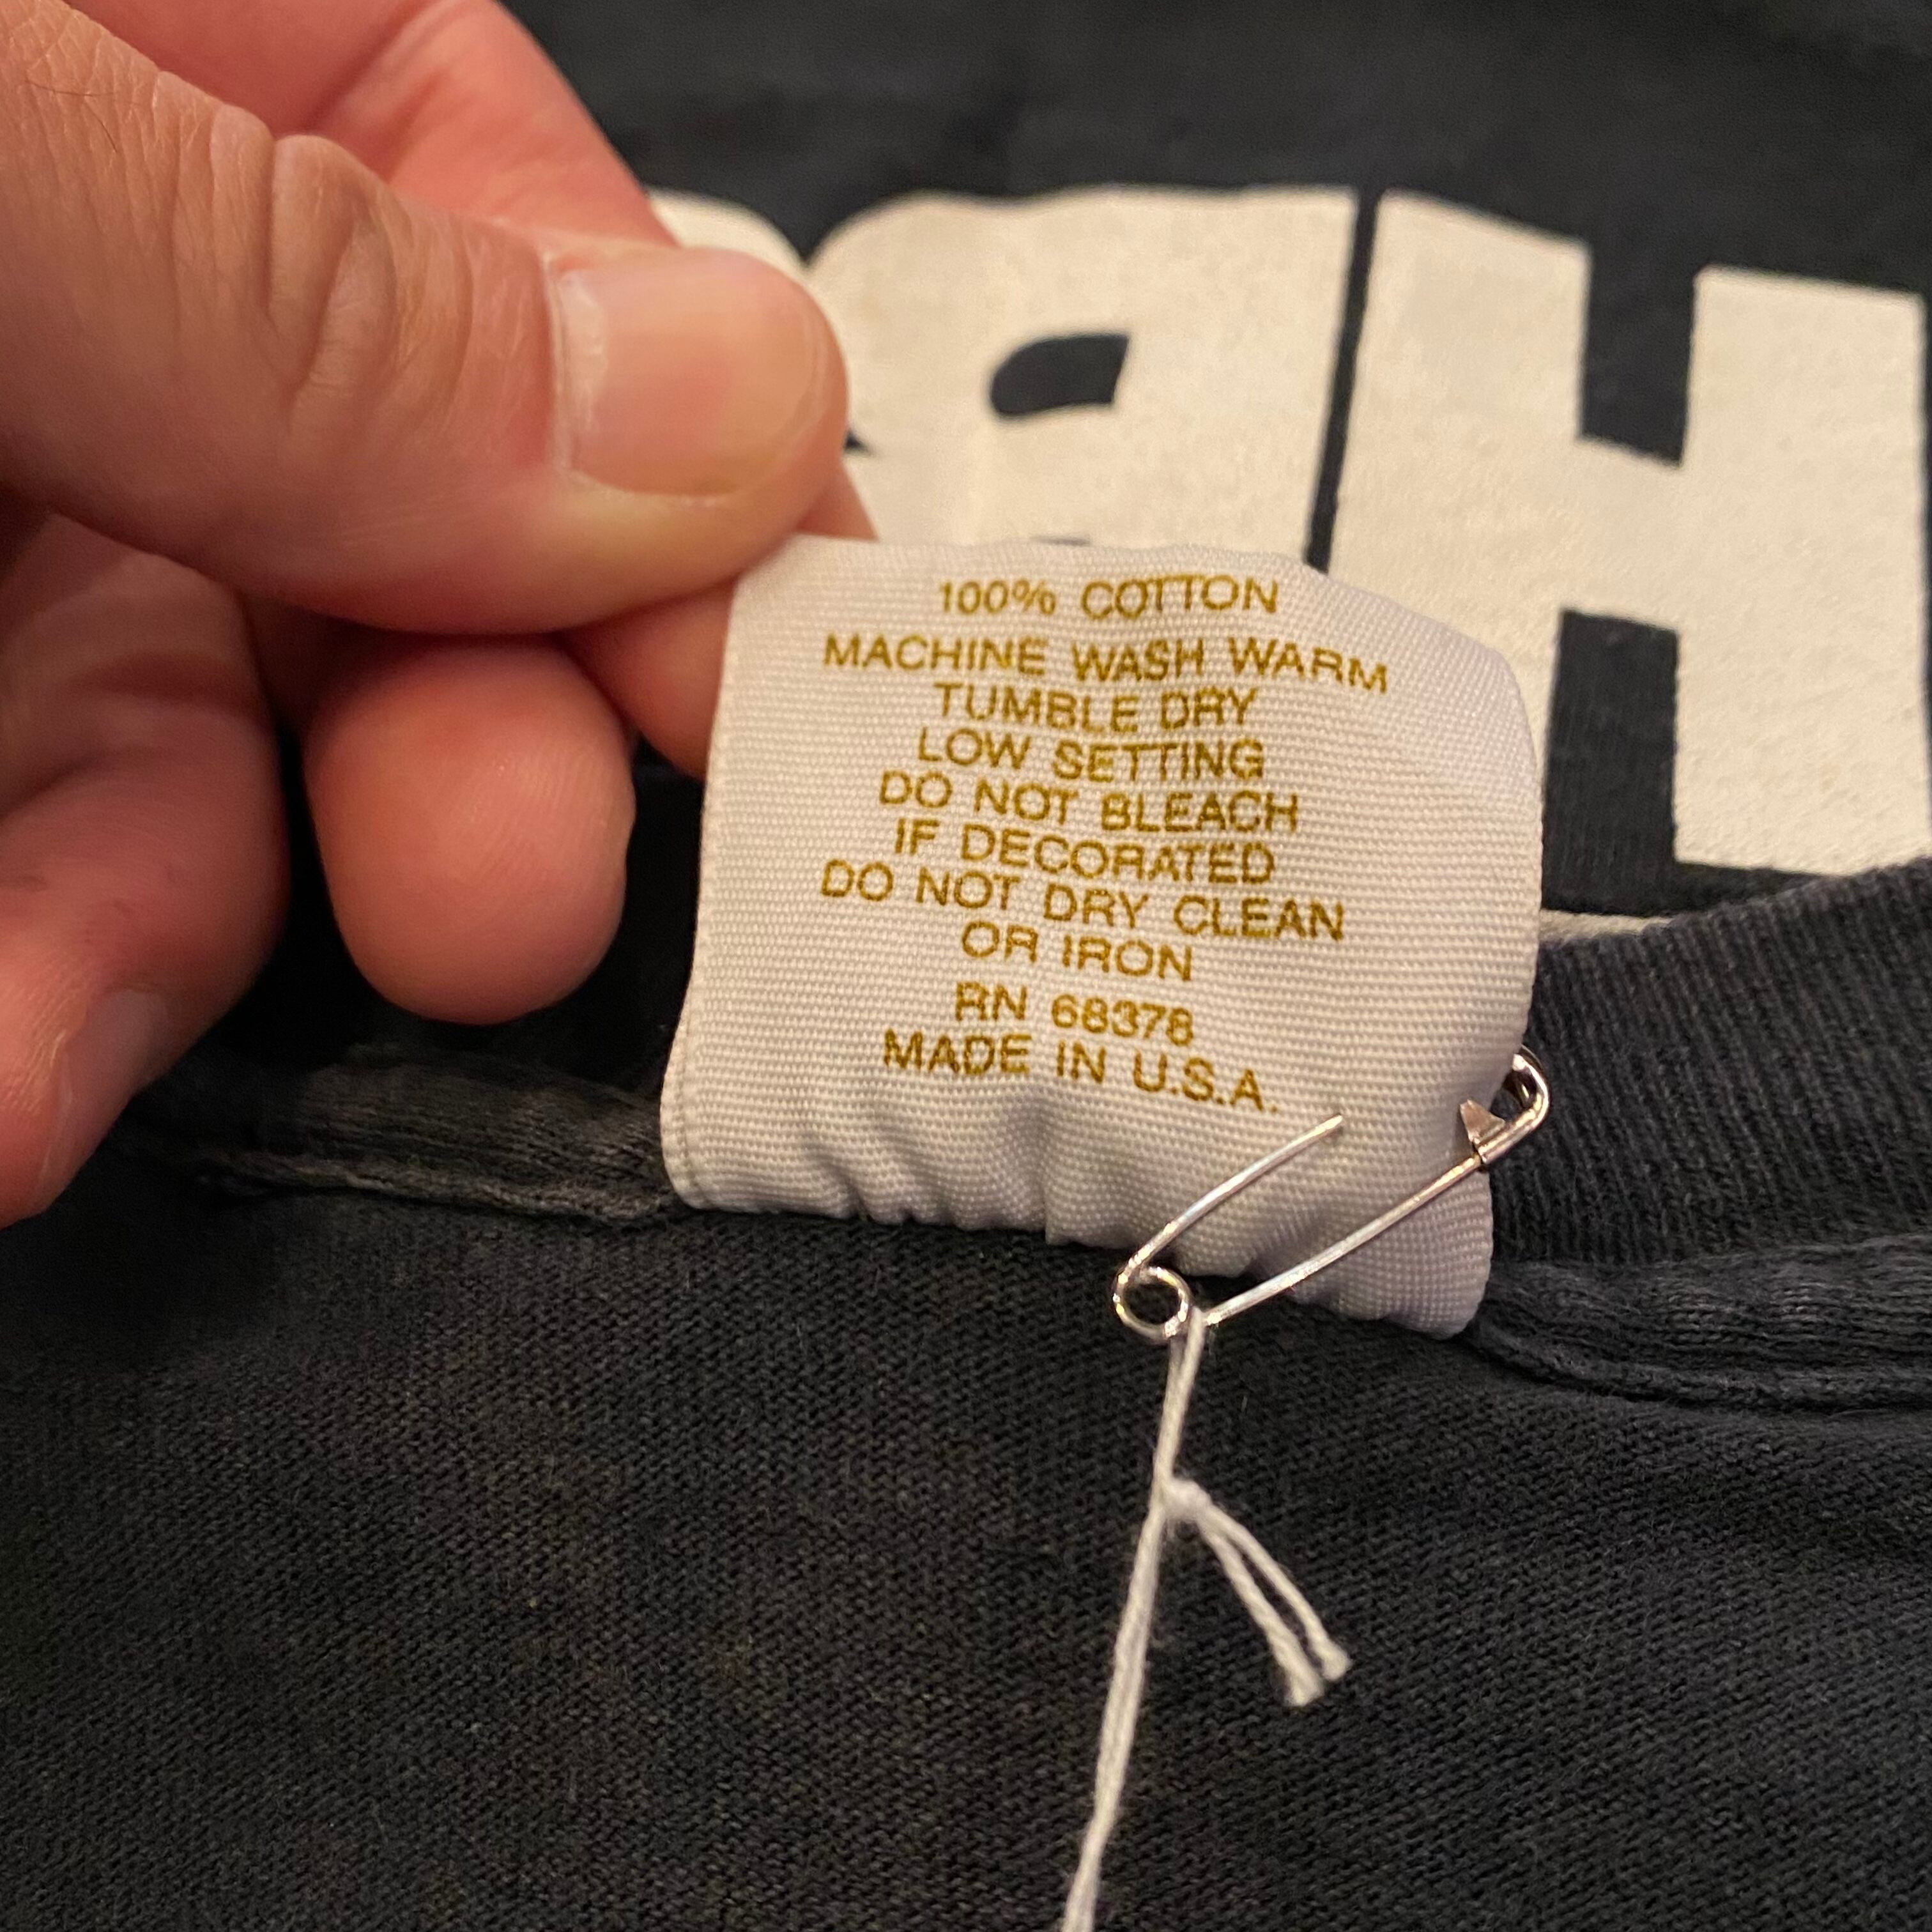 100% COTTON
MACHINE WASH WARM
TUMBLE DRY
LOW SETTING
DO NOT BLEACH
IF DECORATED
DO NOT DRY CLEAN
OR IRON
RN 68378
MADE IN U.S.A.